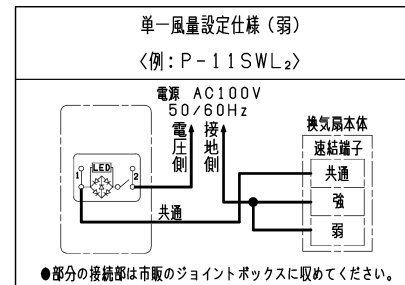 単一風量設定仕様（弱）
〈例：P-11SWL₂〉
電源 AC100V
50/60Hz
電圧側
接地側
換気扇本体
速結端子
共通
強
弱
LED
1
2
共通
●部分の接続部は市販のジョイントボックスに収めてください。